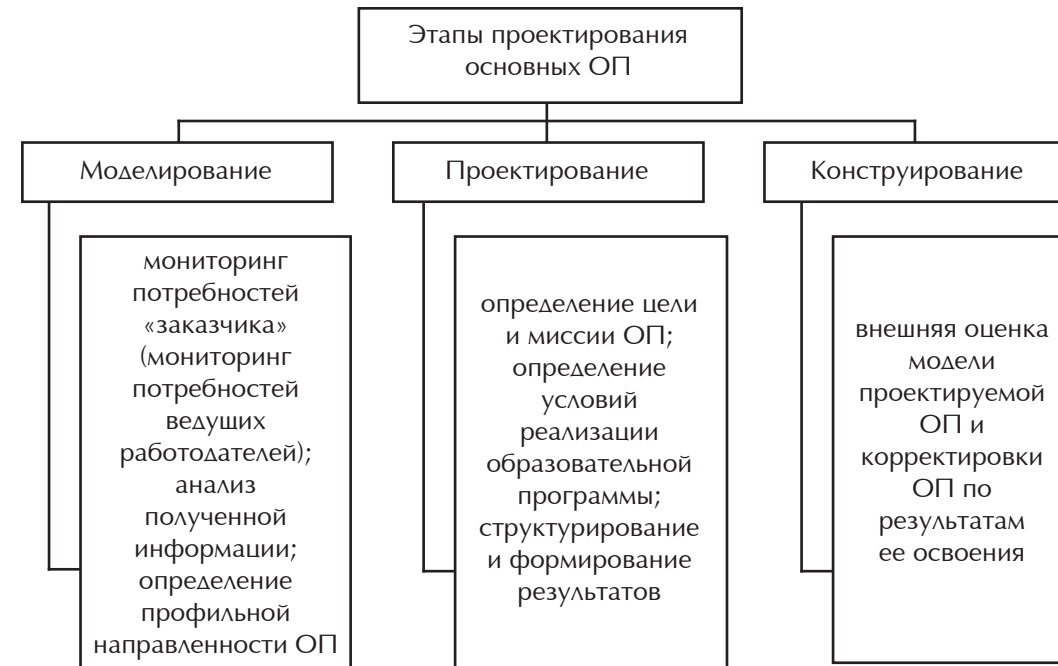 Этапы проектирования
основных ОП
Моделирование
Проектирование
Конструирование
мониторинг
потребностей
«заказчика»
(мониторинг
потребностей
ведущих
работодателей);
анализ
полученной
информации;
определение
профильной
направленности ОП
определение цели
и миссии ОП;
определение
условий
реализации
образовательной
программы;
структурирование
и формирование
результатов
внешняя оценка
модели
проектируемой
ОП и
корректировки
ОП по
результатам
ее освоения